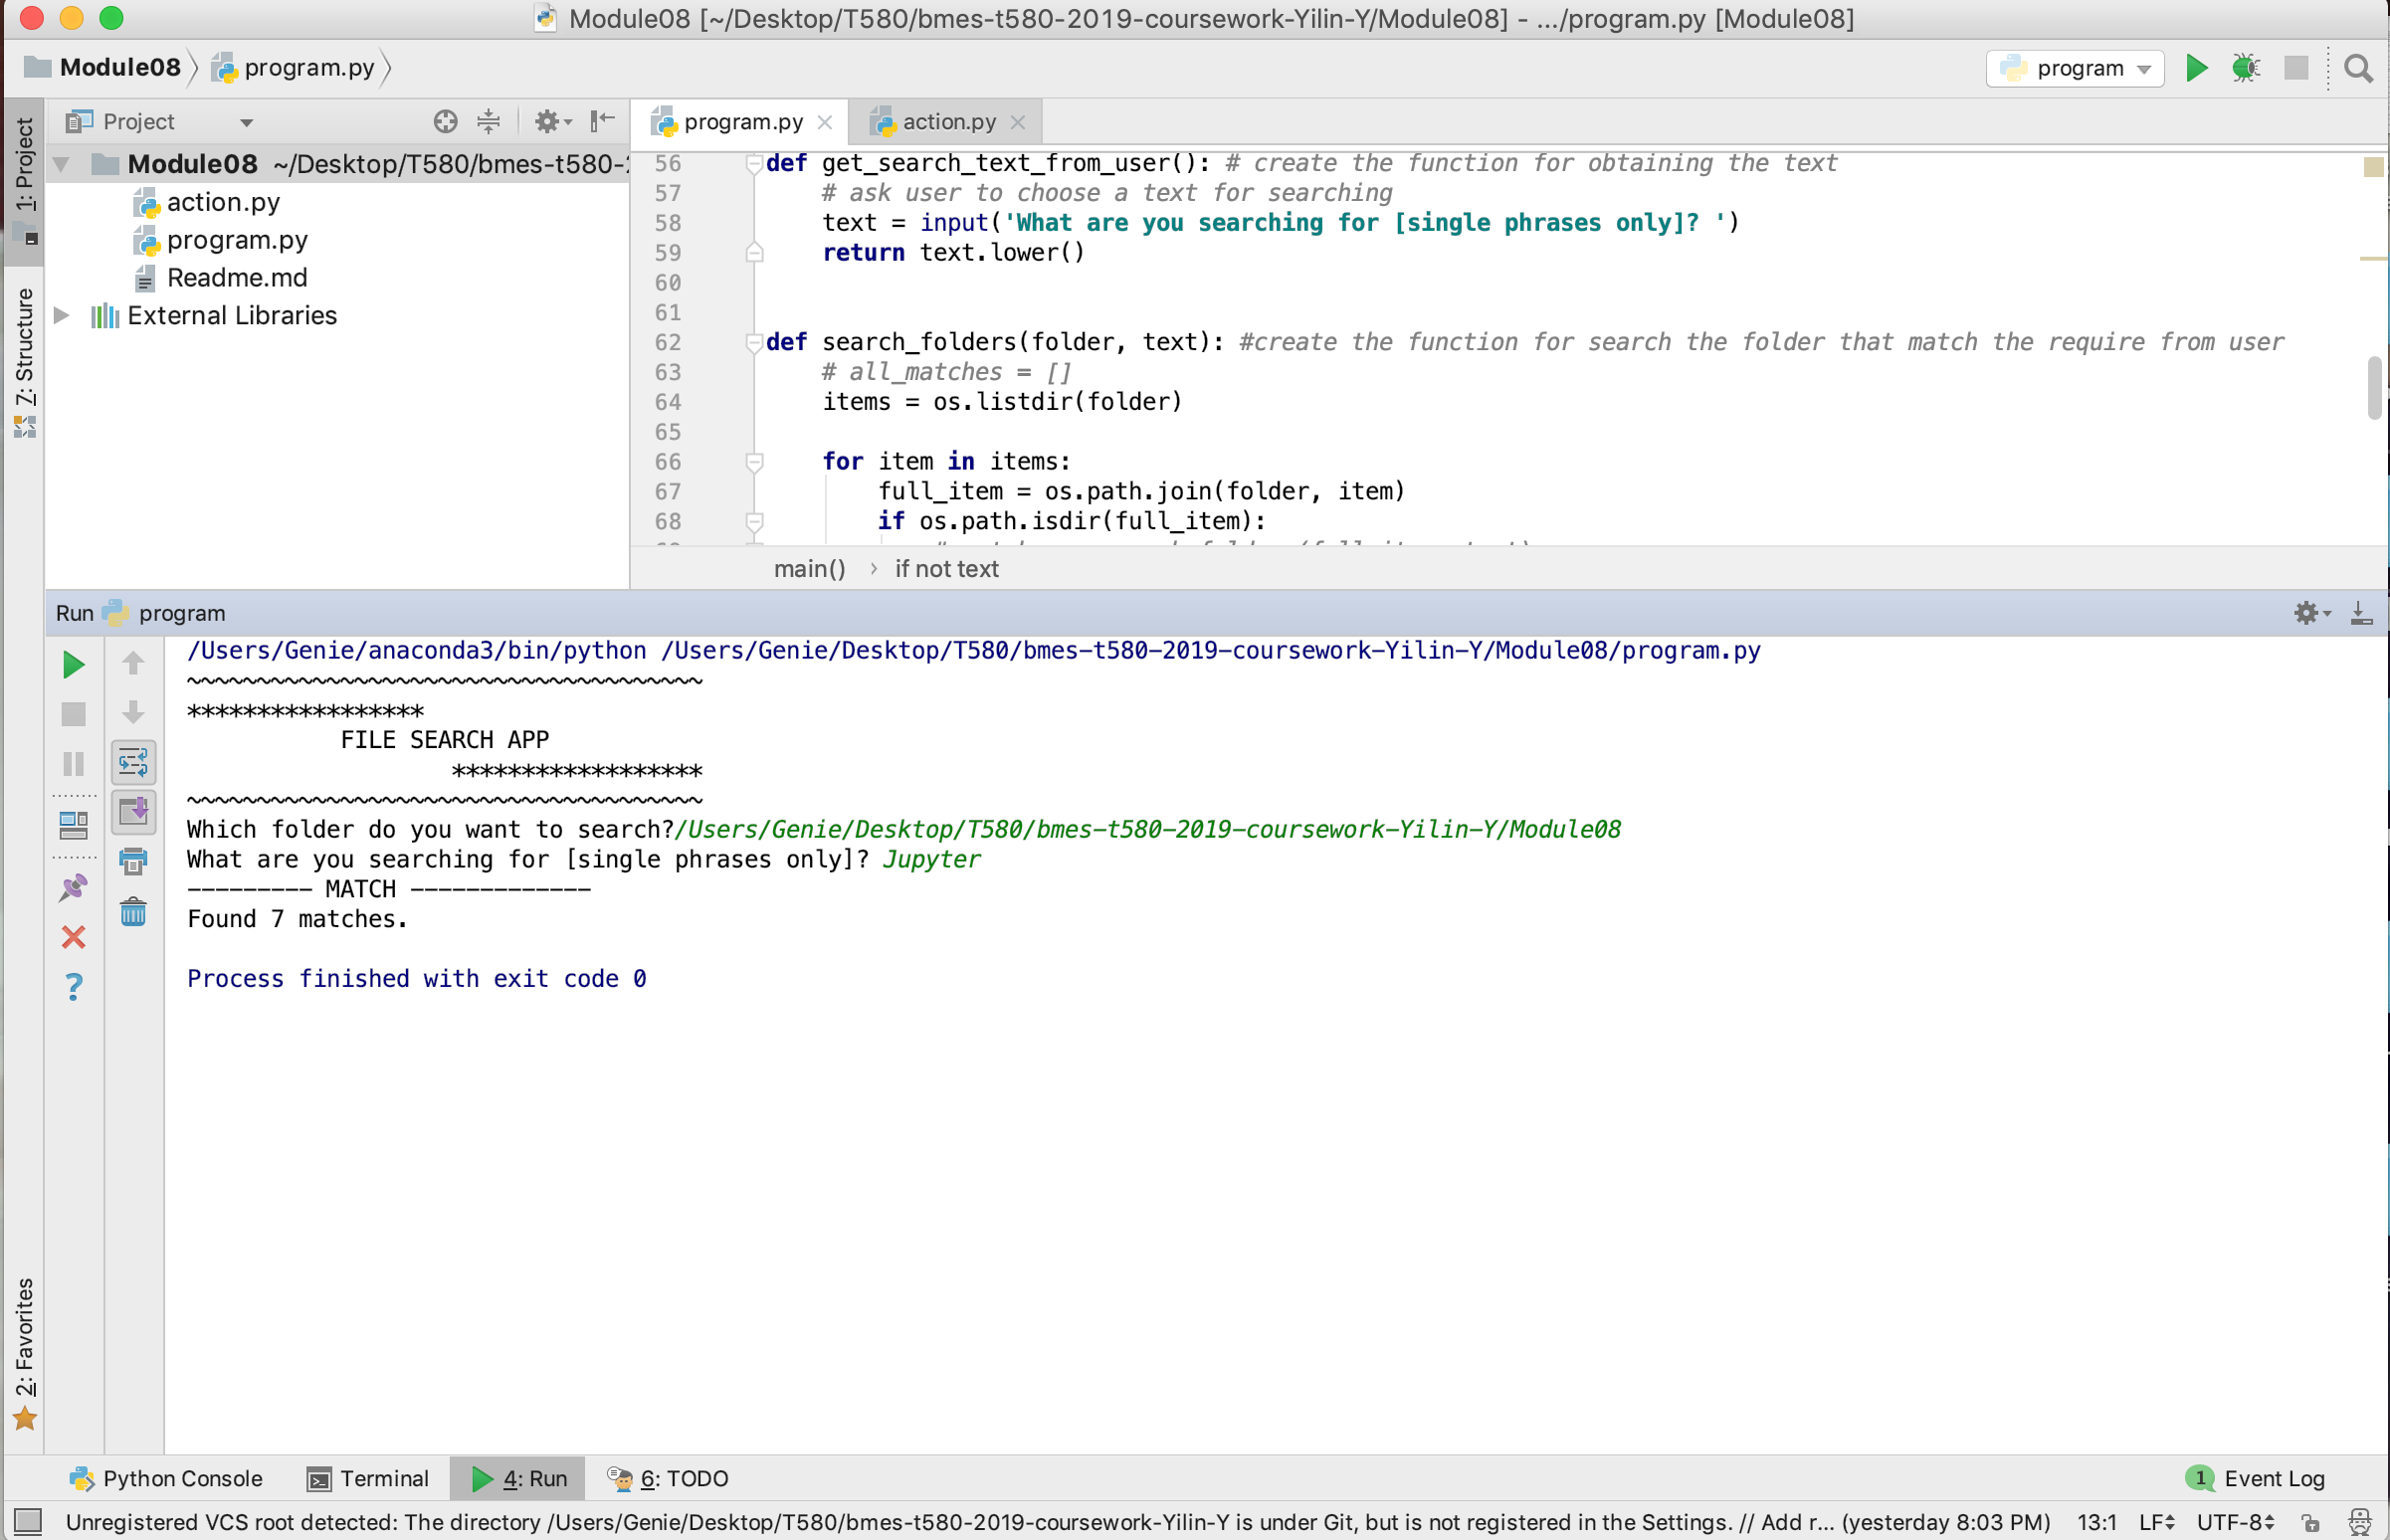 Module08 [~/Desktop/T580/bmes-t580-2019-coursework-Yilin-Y/Module08] - .../program.py [Module08]
Module08 program.py
program
1: Project
7: Structure
2: Favorites
Project
Module08 ~/Desktop/T580/bmes-t580-
action.py
program.py
Readme.md
External Libraries
program.py
action.py
56 def get_search_text_from_user(): # create the function for obtaining the text
57 # ask user to choose a text for searching
58 text = input('What are you searching for [single phrases only]? ')
59 return text.lower()
60
61
62 def search_folders(folder, text): #create the function for search the folder that match the require from user
63 # all_matches = []
64 items = os.listdir(folder)
65
66 for item in items:
67 full_item = os.path.join(folder, item)
68 if os.path.isdir(full_item):
main() › if not text
Run program
/Users/Genie/anaconda3/bin/python /Users/Genie/Desktop/T580/bmes-t580-2019-coursework-Yilin-Y/Module08/program.py
~~~~~~~~~~~~~~~~~~~~~~~~~~~~~~~~~~~~~
*****************
FILE SEARCH APP
******************
~~~~~~~~~~~~~~~~~~~~~~~~~~~~~~~~~~~~~
Which folder do you want to search?/Users/Genie/Desktop/T580/bmes-t580-2019-coursework-Yilin-Y/Module08
What are you searching for [single phrases only]? Jupyter
--------- MATCH -------------
Found 7 matches.
Process finished with exit code 0
Python Console
Terminal
4: Run
6: TODO
1 Event Log
Unregistered VCS root detected: The directory /Users/Genie/Desktop/T580/bmes-t580-2019-coursework-Yilin-Y is under Git, but is not registered in the Settings. // Add r... (yesterday 8:03 PM) 13:1 LF UTF-8